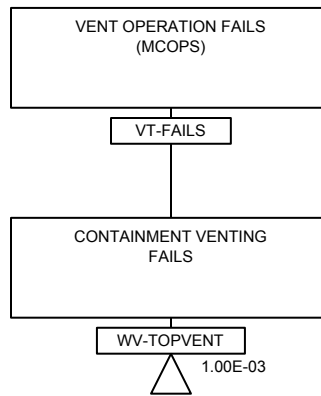 VENT OPERATION FAILS
(MCOPS)
VT-FAILS
CONTAINMENT VENTING
FAILS
WV-TOPVENT
1.00E-03